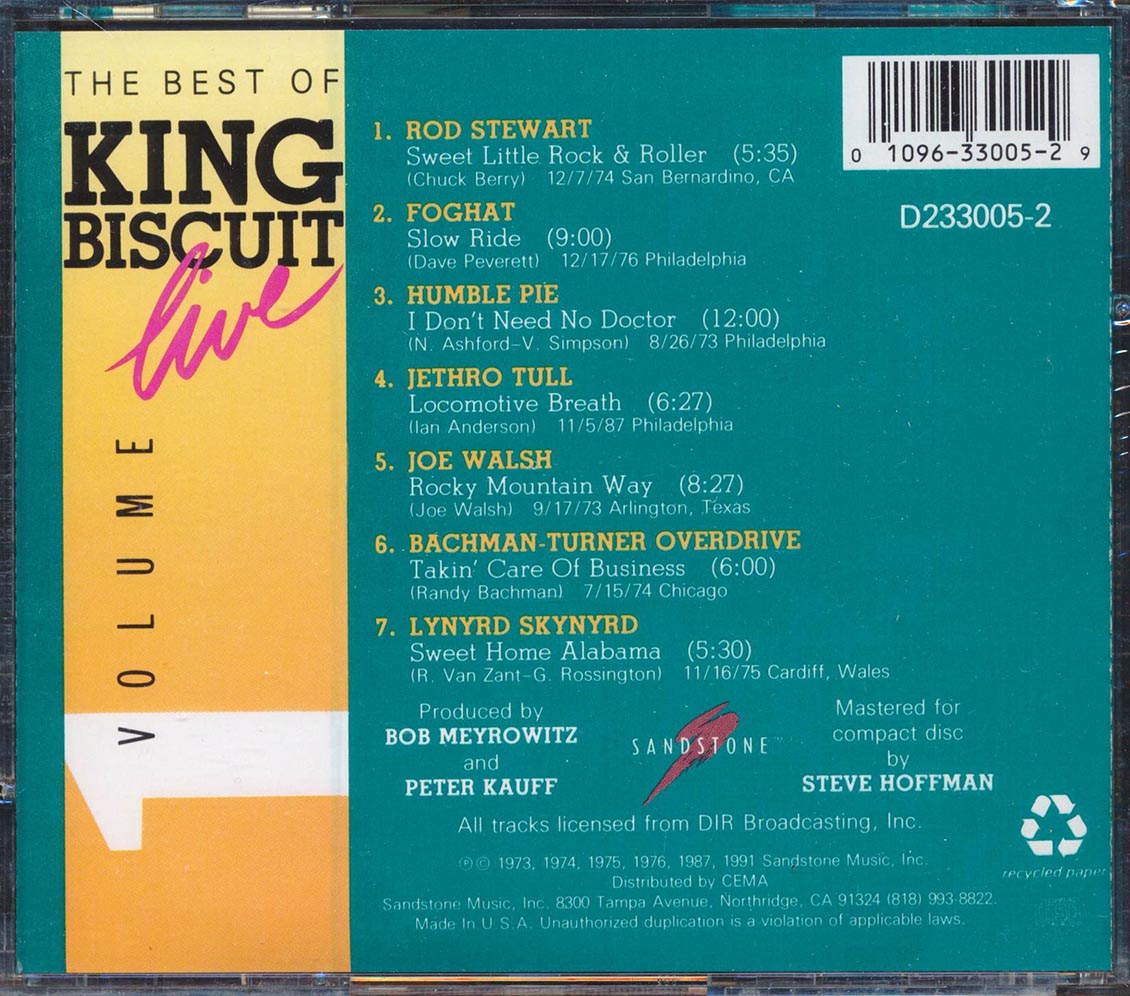 THE BEST OF
KING
BISCUIT
live
VOLUME
1
1. ROD STEWART
Sweet Little Rock & Roller (5:35)
(Chuck Berry) 12/7/74 San Bernardino, CA
2. FOGHAT
Slow Ride (9:00)
(Dave Peverett) 12/17/76 Philadelphia
3. HUMBLE PIE
I Don't Need No Doctor (12:00)
(N. Ashford-V. Simpson) 8/26/73 Philadelphia
4. JETHRO TULL
Locomotive Breath (6:27)
(Ian Anderson) 11/5/87 Philadelphia
5. JOE WALSH
Rocky Mountain Way (8:27)
(Joe Walsh) 9/17/73 Arlington, Texas
6. BACHMAN-TURNER OVERDRIVE
Takin' Care Of Business (6:00)
(Randy Bachman) 7/15/74 Chicago
7. LYNYRD SKYNYRD
Sweet Home Alabama (5:30)
(R. Van Zant-G. Rossington) 11/16/75 Cardiff, Wales
0 1096-33005-2 9
D233005-2
Produced by
BOB MEYROWITZ
and
PETER KAUFF
SANDSTONE™
Mastered for
compact disc
by
STEVE HOFFMAN
All tracks licensed from DIR Broadcasting, Inc.
℗© 1973, 1974, 1975, 1976, 1987, 1991 Sandstone Music, Inc.
Distributed by CEMA
Sandstone Music, Inc. 8300 Tampa Avenue, Northridge, CA 91324 (818) 993-8822.
Made in U.S.A. Unauthorized duplication is a violation of applicable laws.
recycled paper